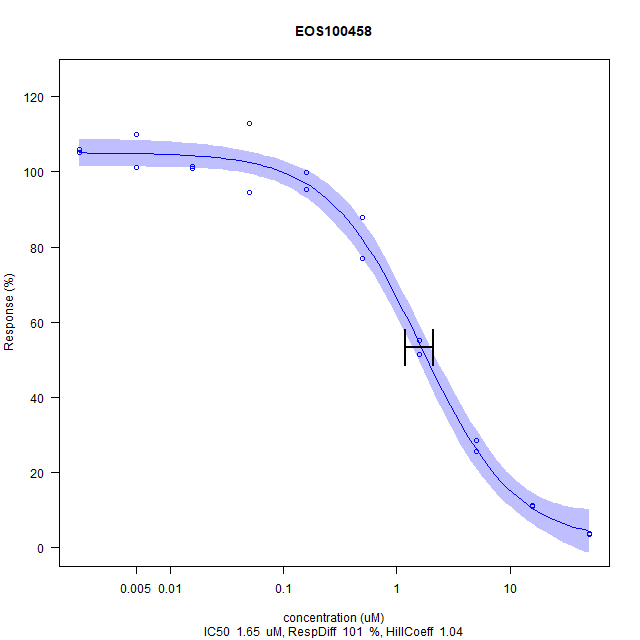 EOS100458
120
100
80
60
40
20
0
Response (%)
0.005 0.01 0.1 1 10
concentration (uM)
IC50 1.65 uM, RespDiff 101 %, HillCoeff 1.04